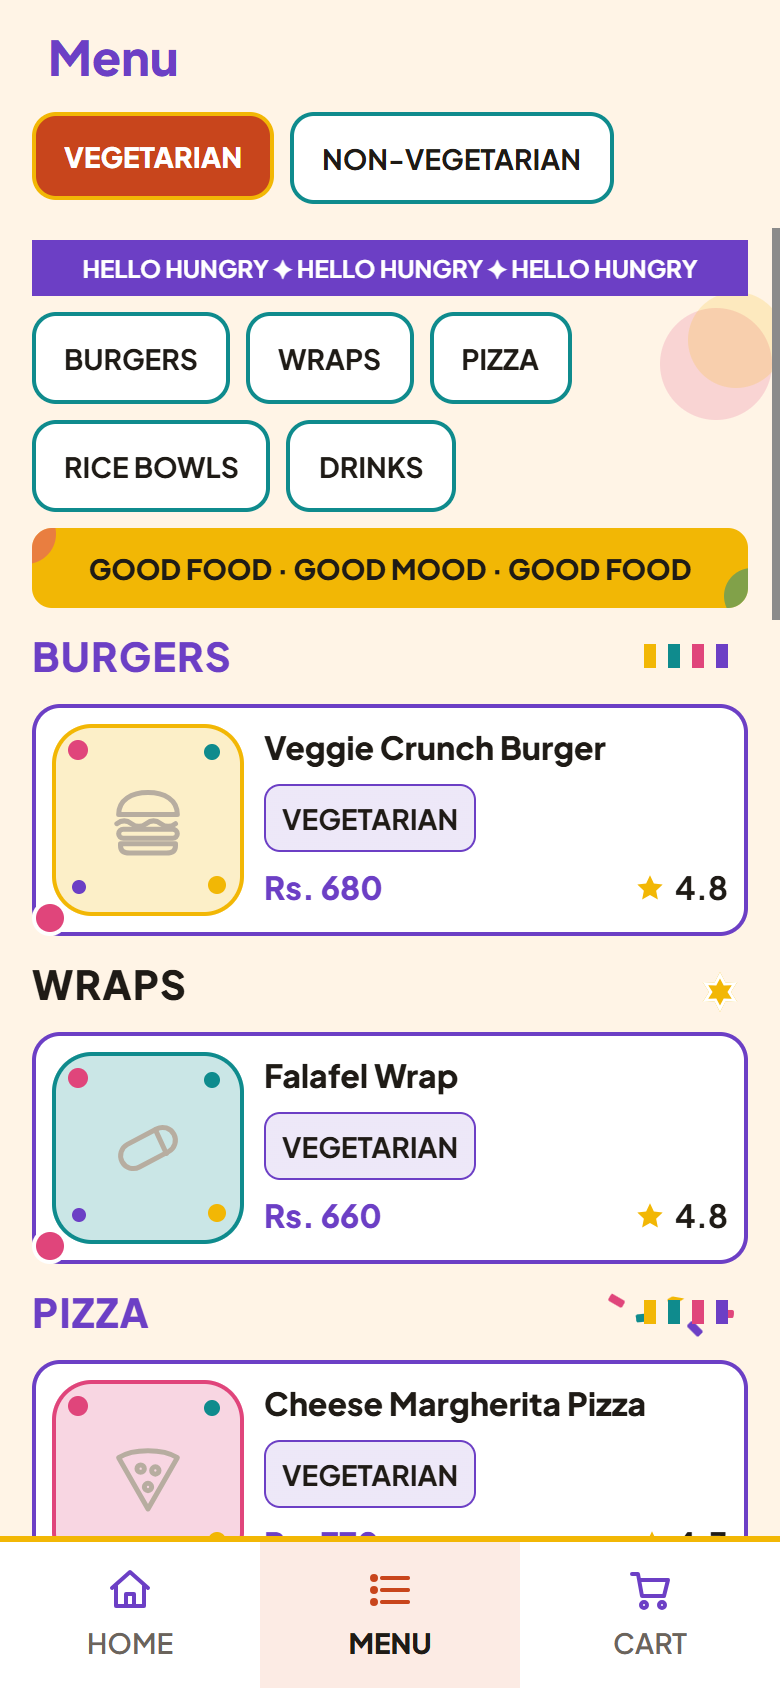 Menu
VEGETARIAN
NON-VEGETARIAN
HELLO HUNGRY ✦ HELLO HUNGRY ✦ HELLO HUNGRY
BURGERS
WRAPS
PIZZA
RICE BOWLS
DRINKS
GOOD FOOD · GOOD MOOD · GOOD FOOD
BURGERS
Veggie Crunch Burger
VEGETARIAN
Rs. 680
4.8
WRAPS
Falafel Wrap
VEGETARIAN
Rs. 660
4.8
PIZZA
Cheese Margherita Pizza
VEGETARIAN
HOME
MENU
CART